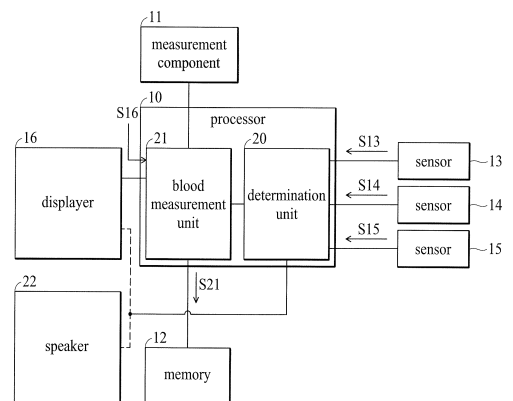 11
measurement
component
10
processor
S16
16
displayer
21
blood
measurement
unit
20
determination
unit
S13
sensor
13
S14
sensor
14
S15
sensor
15
S21
22
speaker
12
memory